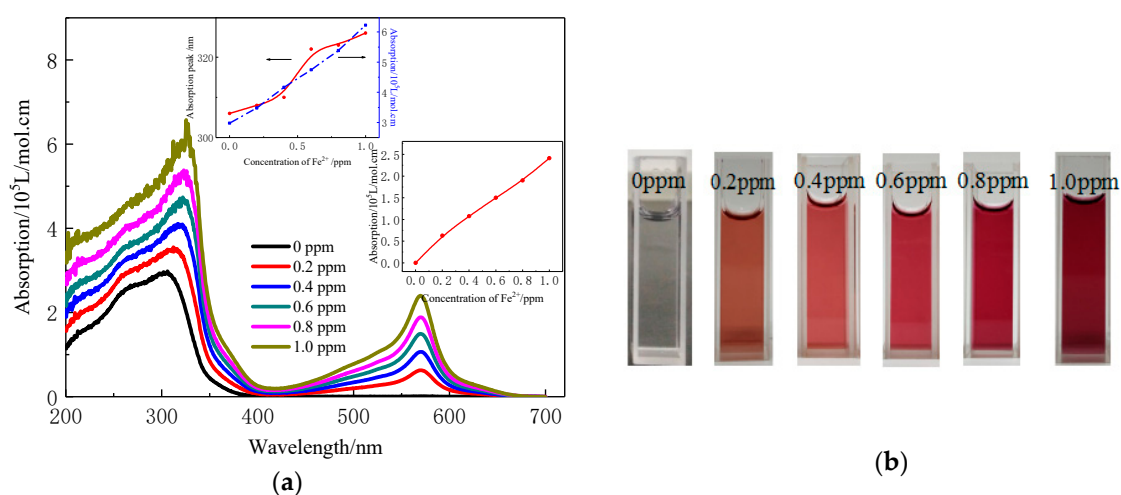 8
6
4
2
0
Absorption/10⁵L/mol.cm
200 300 400 500 600 700
Wavelength/nm
(a)
320
300
Absorption peak /nm
6
5
4
3
Absorption/10⁵L/mol.cm
0.0 0.5 1.0
Concentration of Fe²⁺/ppm
2.5
2.0
1.5
1.0
0.5
0.0
Absorption/10⁵L/mol.cm
0.0 0.2 0.4 0.6 0.8 1.0
Concentration of Fe²⁺/ppm
0 ppm
0.2 ppm
0.4 ppm
0.6 ppm
0.8 ppm
1.0 ppm
0ppm 0.2ppm 0.4ppm 0.6ppm 0.8ppm 1.0ppm
(b)